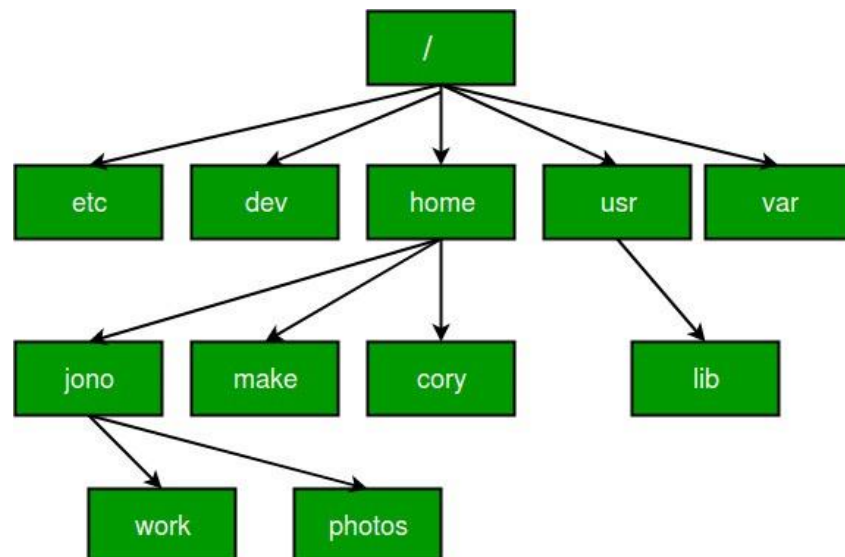 /
etc dev home usr var
jono make cory lib
work photos